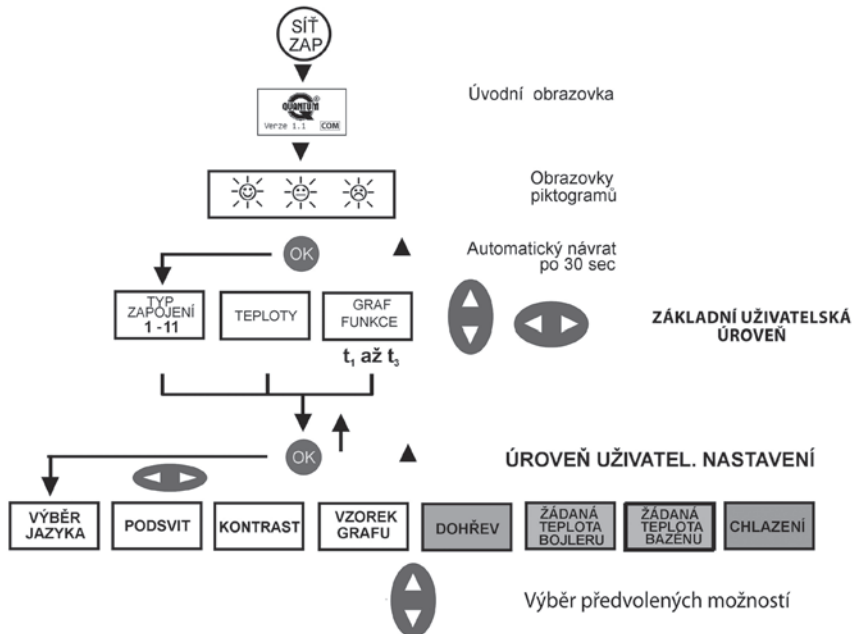 SÍŤ
ZAP
QUANTUM®
Verze 1.1 COM
Úvodní obrazovka
Obrazovky
piktogramů
OK
Automatický návrat
po 30 sec
TYP
ZAPOJENÍ
1 -11
TEPLOTY
GRAF
FUNKCE
t₁ až t₃
ZÁKLADNÍ UŽIVATELSKÁ
ÚROVEŇ
OK
ÚROVEŇ UŽIVATEL. NASTAVENÍ
VÝBĚR
JAZYKA
PODSVIT
KONTRAST
VZOREK
GRAFU
DOHŘEV
ŽÁDANÁ
TEPLOTA
BOJLERU
ŽÁDANÁ
TEPLOTA
BAZÉNU
CHLAZENÍ
Výběr předvolených možností